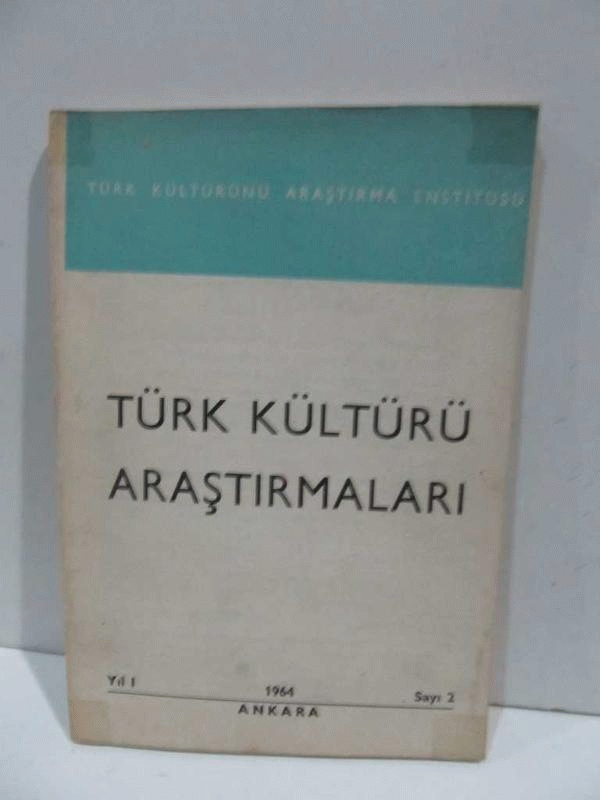 TÜRK KÜLTÜRÜNÜ ARAŞTIRMA ENSTİTÜSÜ
TÜRK KÜLTÜRÜ
ARAŞTIRMALARI
Yıl I 1964 Sayı 2
ANKARA